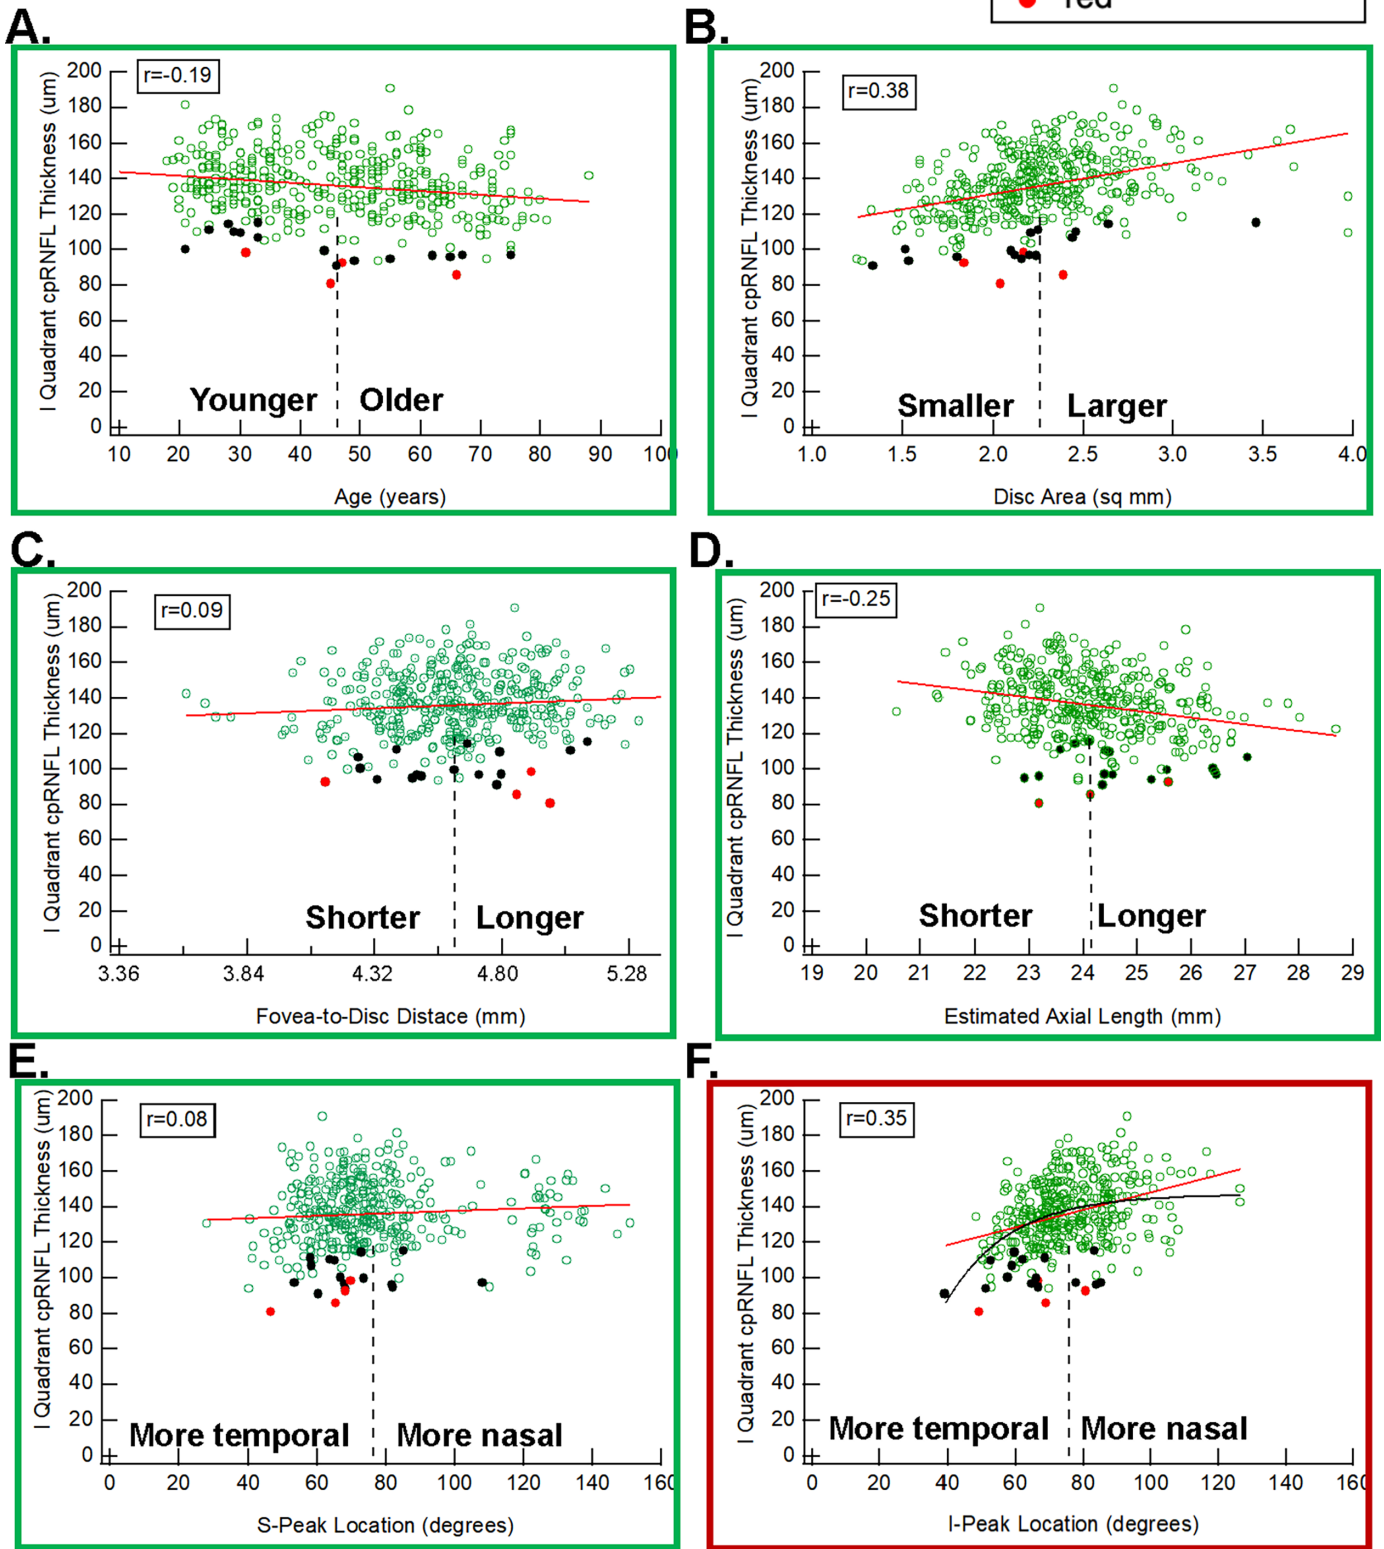 red
A.
r=-0.19
I Quadrant cpRNFL Thickness (um)
200
180
160
140
120
100
80
60
40
20
0
Younger Older
10 20 30 40 50 60 70 80 90 100
Age (years)
B.
r=0.38
I Quadrant cpRNFL Thickness (um)
200
180
160
140
120
100
80
60
40
20
0
Smaller Larger
1.0 1.5 2.0 2.5 3.0 3.5 4.0
Disc Area (sq mm)
C.
r=0.09
I Quadrant cpRNFL Thickness (um)
200
180
160
140
120
100
80
60
40
20
0
Shorter Longer
3.36 3.84 4.32 4.80 5.28
Fovea-to-Disc Distace (mm)
D.
r=-0.25
I Quadrant cpRNFL Thickness (um)
200
180
160
140
120
100
80
60
40
20
0
Shorter Longer
19 20 21 22 23 24 25 26 27 28 29
Estimated Axial Length (mm)
E.
r=0.08
I Quadrant cpRNFL Thickness (um)
200
180
160
140
120
100
80
60
40
20
0
More temporal More nasal
0 20 40 60 80 100 120 140 160
S-Peak Location (degrees)
F.
r=0.35
I Quadrant cpRNFL Thickness (um)
200
180
160
140
120
100
80
60
40
20
0
More temporal More nasal
0 20 40 60 80 100 120 140 160
I-Peak Location (degrees)